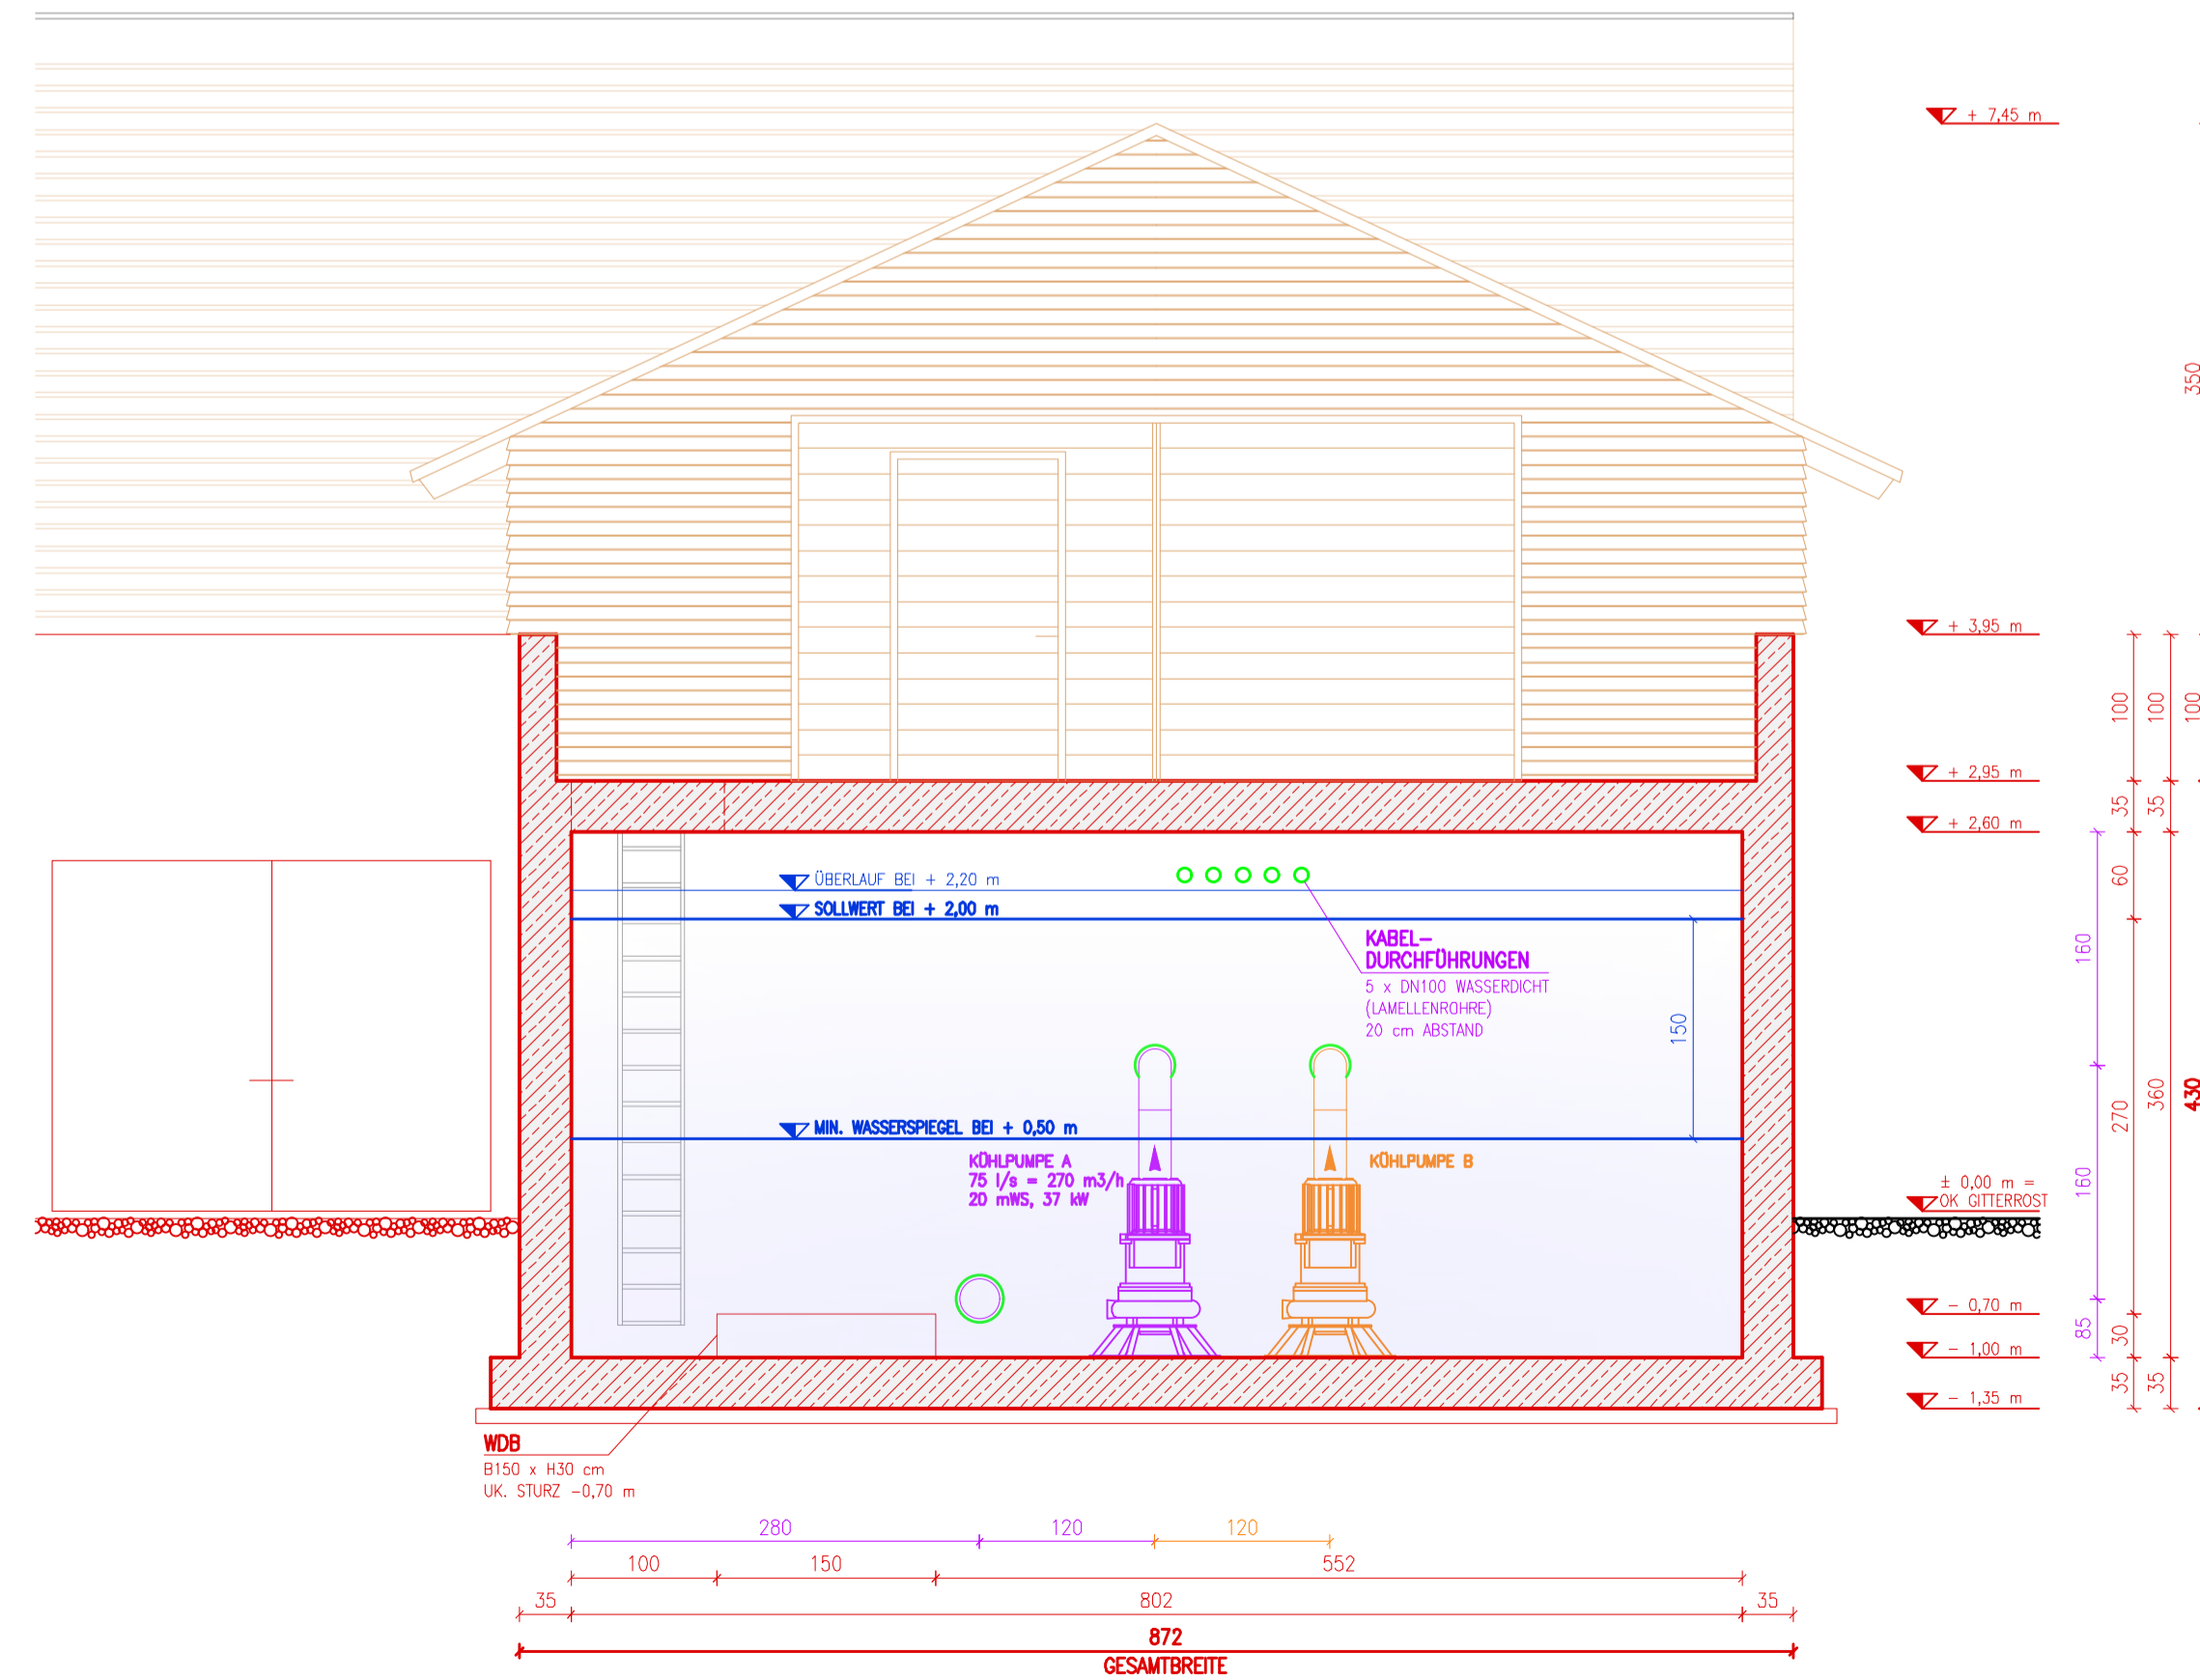 + 7,45 m
350
+ 3,95 m
100
100
100
+ 2,95 m
35
35
+ 2,60 m
ÜBERLAUF BEI + 2,20 m
SOLLWERT BEI + 2,00 m
60
160
KABEL-
DURCHFÜHRUNGEN
5 x DN100 WASSERDICHT
(LAMELLENROHRE)
20 cm ABSTAND
150
MIN. WASSERSPIEGEL BEI + 0,50 m
270
360
430
KÜHLPUMPE A
75 l/s = 270 m3/h
20 mWS, 37 kW
KÜHLPUMPE B
160
± 0,00 m =
OK GITTERROST
- 0,70 m
85
30
- 1,00 m
35
35
- 1,35 m
WDB
B150 x H30 cm
UK. STURZ -0,70 m
280
120
120
100
150
552
35
802
35
872
GESAMTBREITE